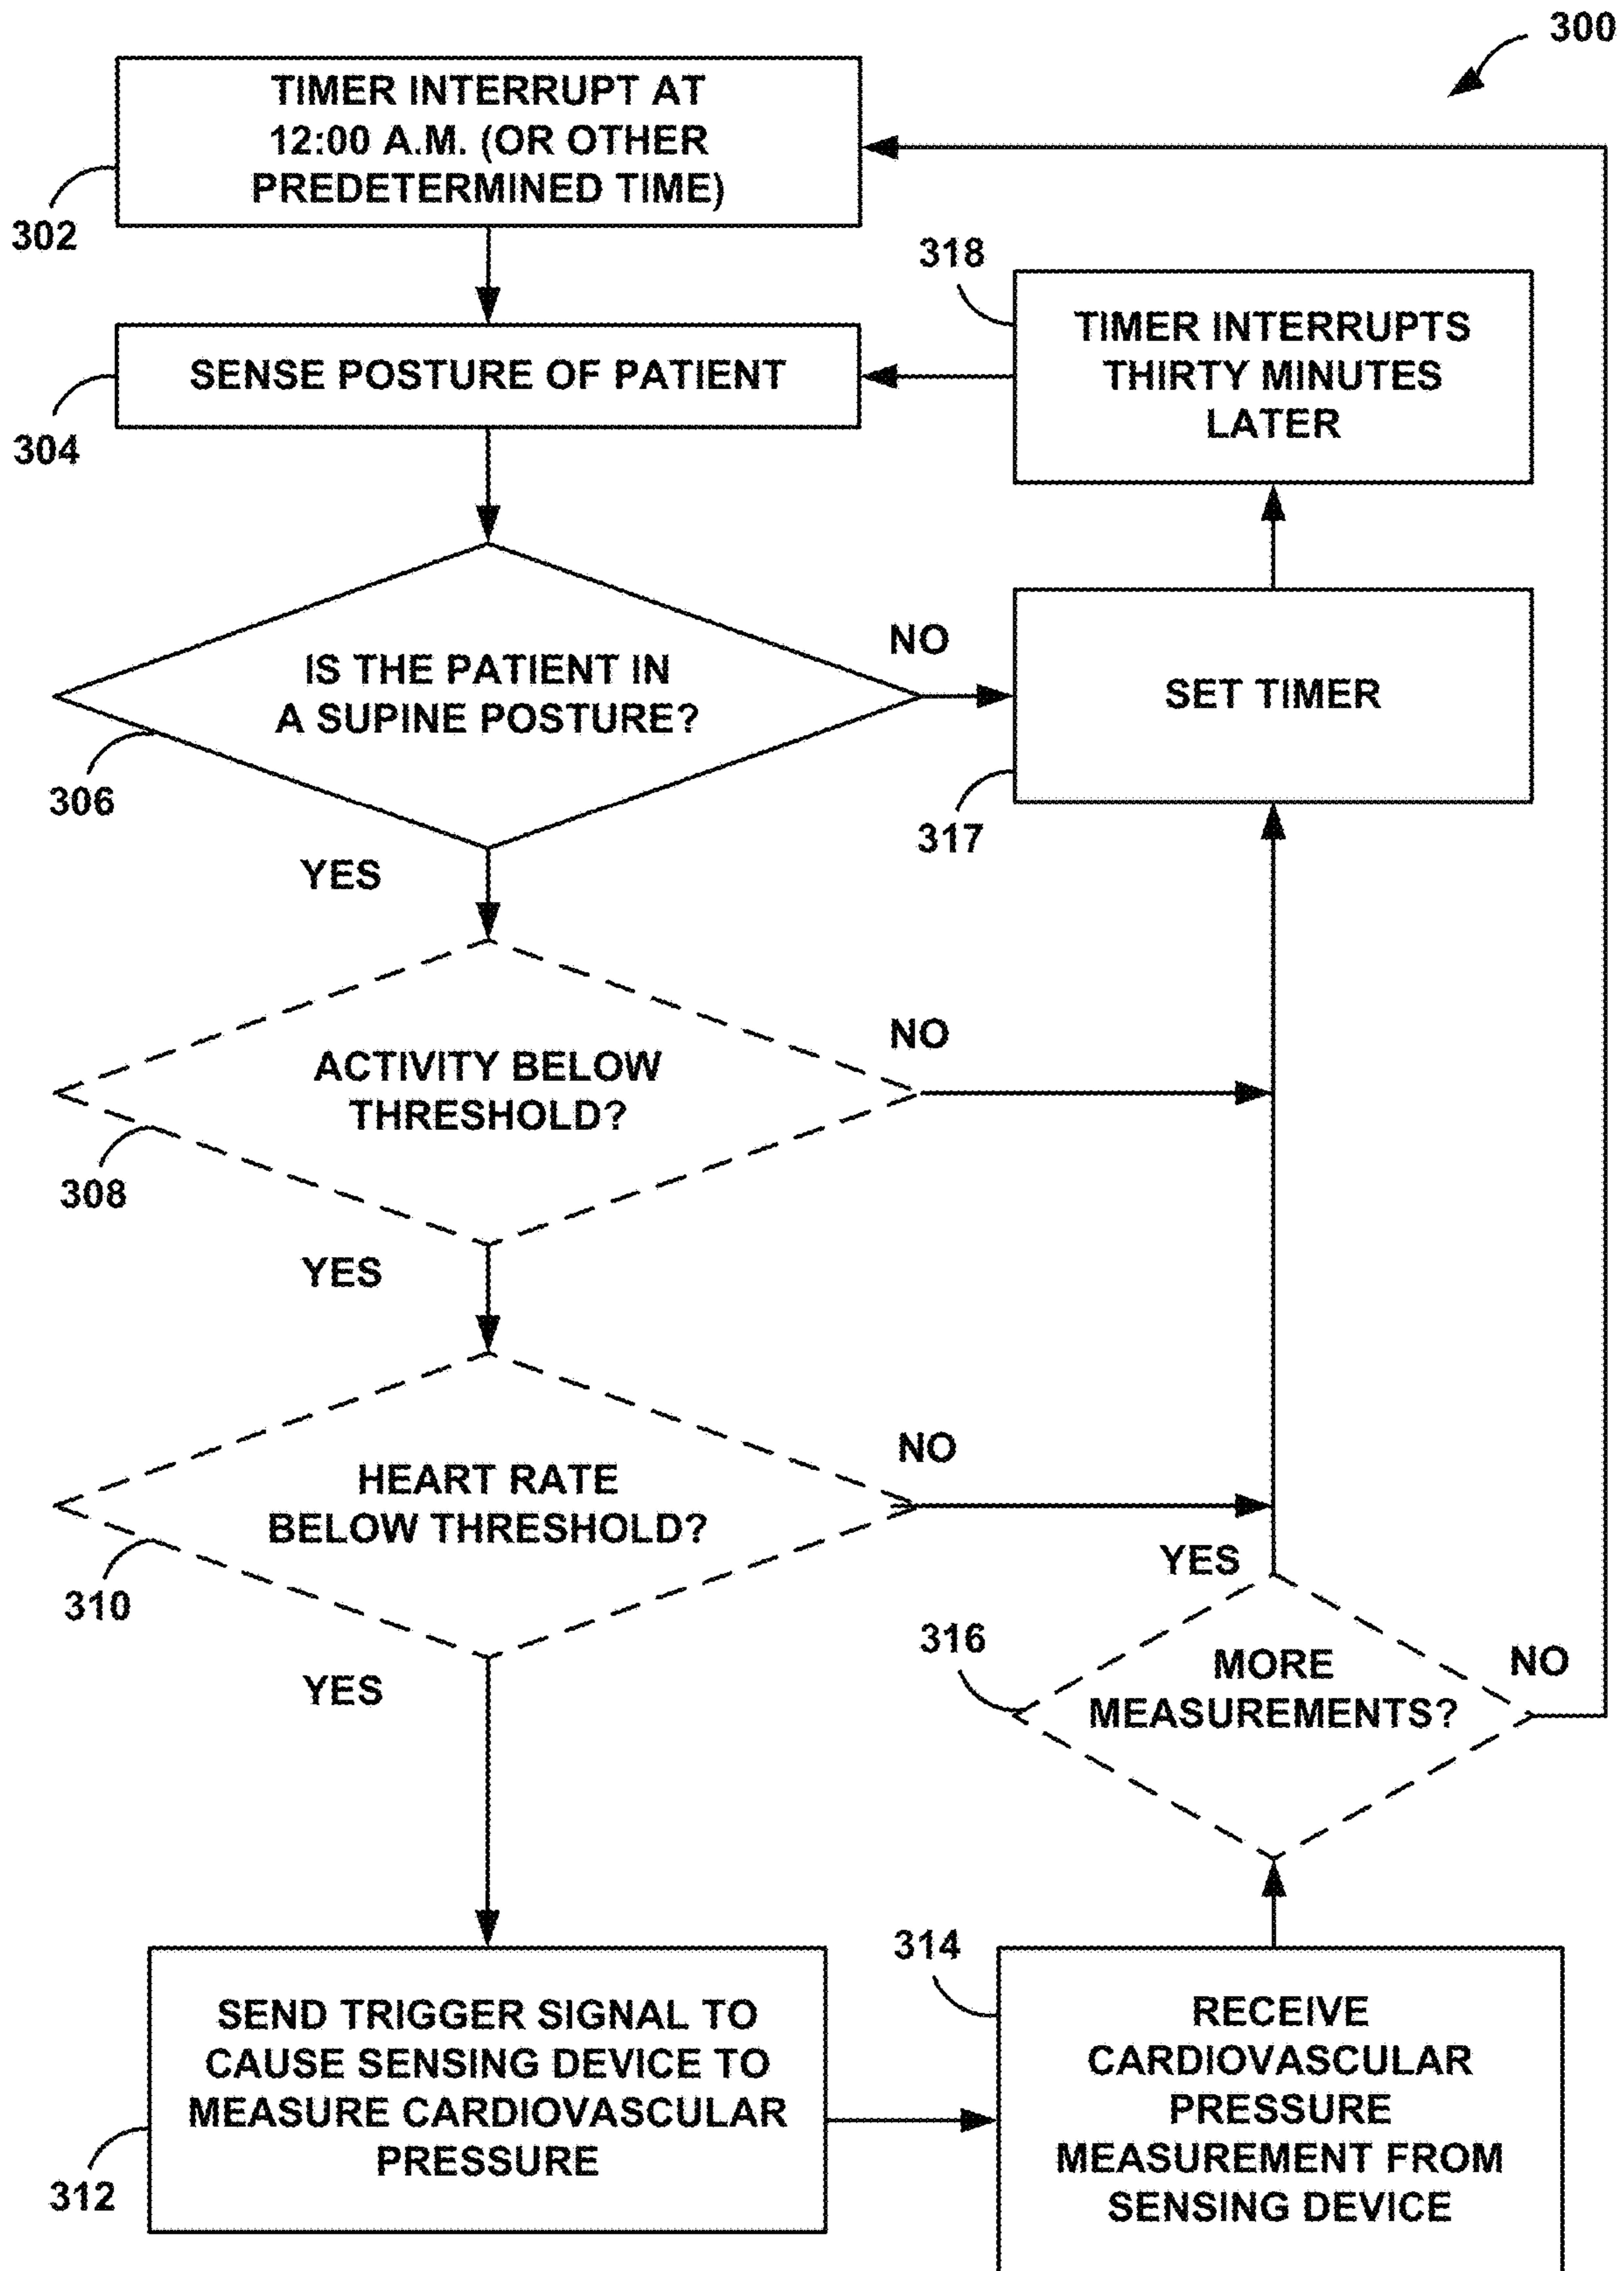 300
TIMER INTERRUPT AT
12:00 A.M. (OR OTHER
PREDETERMINED TIME)
302
318
TIMER INTERRUPTS
THIRTY MINUTES
LATER
SENSE POSTURE OF PATIENT
304
NO
IS THE PATIENT IN
A SUPINE POSTURE?
SET TIMER
306
317
YES
NO
ACTIVITY BELOW
THRESHOLD?
308
YES
NO
HEART RATE
BELOW THRESHOLD?
310
YES
YES
316
MORE
MEASUREMENTS?
NO
314
SEND TRIGGER SIGNAL TO
CAUSE SENSING DEVICE TO
MEASURE CARDIOVASCULAR
PRESSURE
312
RECEIVE
CARDIOVASCULAR
PRESSURE
MEASUREMENT FROM
SENSING DEVICE